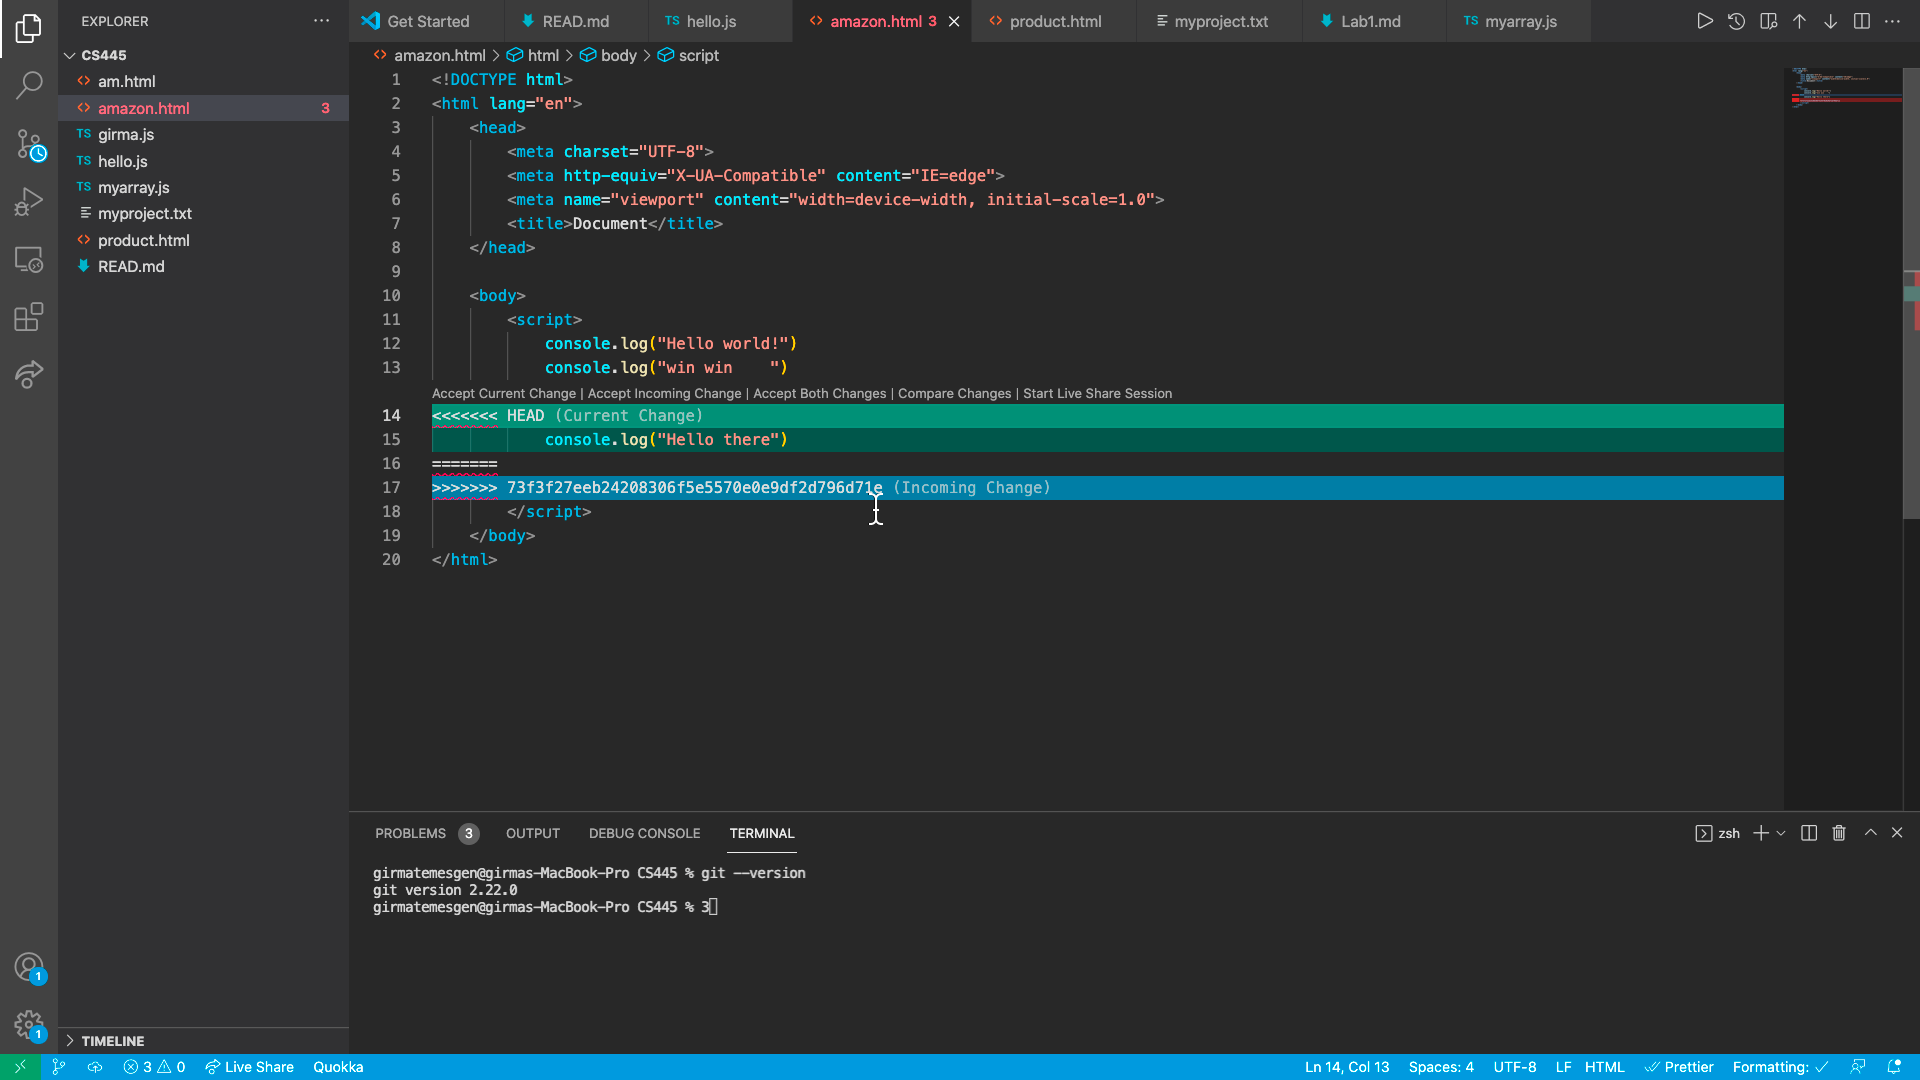 EXPLORER
CS445
am.html
amazon.html 3
TS girma.js
TS hello.js
TS myarray.js
myproject.txt
product.html
READ.md
TIMELINE
Get Started
READ.md
TS hello.js
amazon.html 3
product.html
myproject.txt
Lab1.md
TS myarray.js
amazon.html > html > body > script
1 <!DOCTYPE html>
2 <html lang="en">
3 <head>
4 <meta charset="UTF-8">
5 <meta http-equiv="X-UA-Compatible" content="IE=edge">
6 <meta name="viewport" content="width=device-width, initial-scale=1.0">
7 <title>Document</title>
8 </head>
9
10 <body>
11 <script>
12 console.log("Hello world!")
13 console.log("win win    ")
Accept Current Change | Accept Incoming Change | Accept Both Changes | Compare Changes | Start Live Share Session
14 <<<<<<< HEAD (Current Change)
15 console.log("Hello there")
16 =======
17 >>>>>>> 73f3f27eeb24208306f5e5570e0e9df2d796d71e (Incoming Change)
18 </script>
19 </body>
20 </html>
PROBLEMS 3 OUTPUT DEBUG CONSOLE TERMINAL
zsh
girmatemesgen@girmas-MacBook-Pro CS445 % git --version
git version 2.22.0
girmatemesgen@girmas-MacBook-Pro CS445 % 3
1
1
3 0 Live Share Quokka
Ln 14, Col 13 Spaces: 4 UTF-8 LF HTML Prettier Formatting: ✓